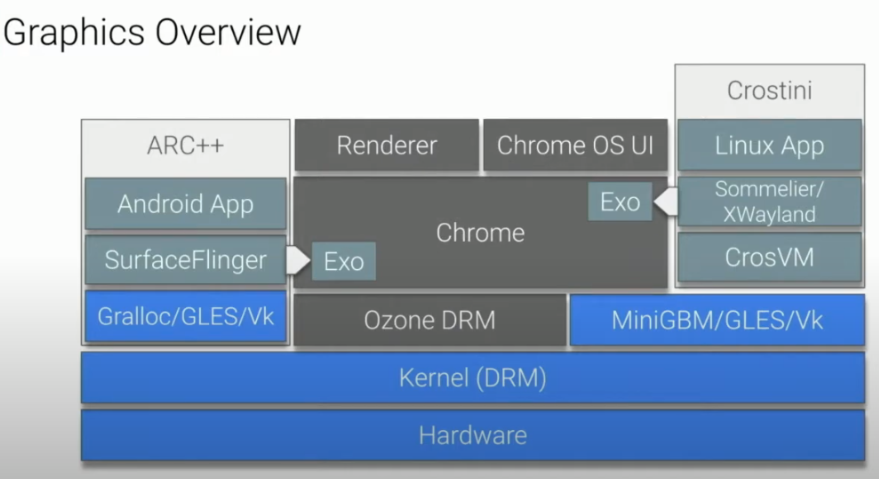 Graphics Overview
Crostini
ARC++
Renderer
Chrome OS UI
Linux App
Android App
Exo
Sommelier/
XWayland
Chrome
SurfaceFlinger
Exo
CrosVM
Gralloc/GLES/Vk
Ozone DRM
MiniGBM/GLES/Vk
Kernel (DRM)
Hardware